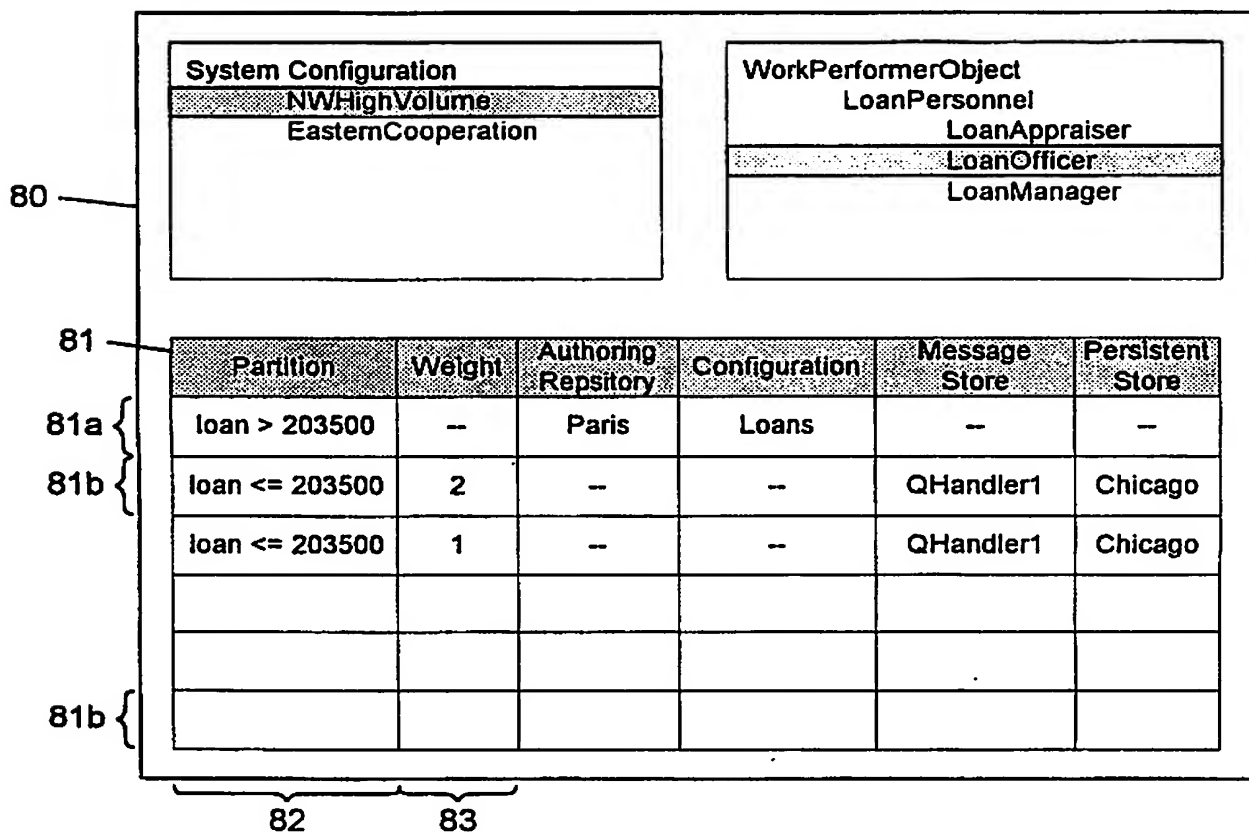 System Configuration
NWHighVolume
EasternCooperation
WorkPerformerObject
LoanPersonnel
LoanAppraiser
LoanOfficer
LoanManager
80
81
Partition
Weight
Authoring
Repsitory
Configuration
Message
Store
Persistent
Store
81a
loan > 203500
--
Paris
Loans
--
--
81b
loan <= 203500
2
--
--
QHandler1
Chicago
loan <= 203500
1
--
--
QHandler1
Chicago
81b
82
83